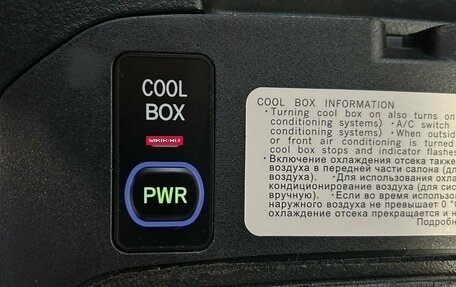 COOL
BOX
PWR
COOL BOX INFORMATION
・Turning cool box on also turns on
conditioning systems) ・A/C switch
conditioning systems) ・When outsid
or front air conditioning is turned
cool box stops and indicator flashes
・Включение охлаждения отсека также
воздуха в передней части салона (дл
воздуха). ・Для использования охла
кондиционирование воздуха (для сис
вручную). ・Если во время использов
наружного воздуха не превышает 0 °
охлаждение отсека прекращается и н
Подробн